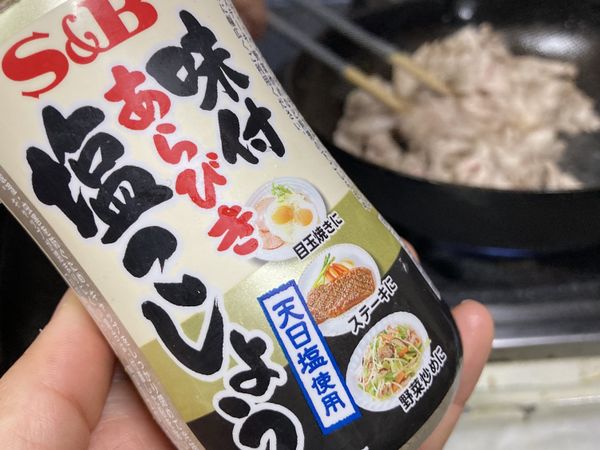 S&B
味付
あらびき
塩こしょう
目玉焼きに
ステーキに
野菜炒めに
天日塩使用